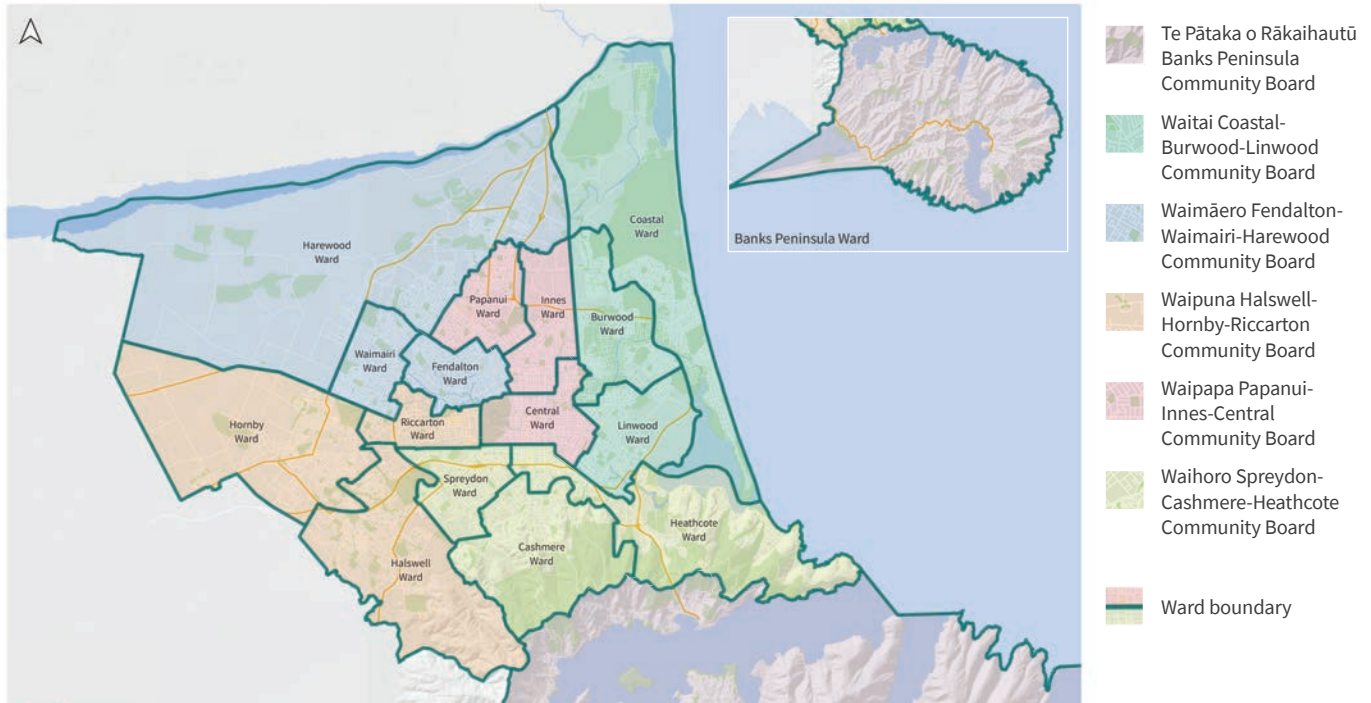 Harewood
Ward
Coastal
Ward
Papanui
Ward
Innes
Ward
Burwood
Ward
Waimairi
Ward
Fendalton
Ward
Hornby
Ward
Riccarton
Ward
Central
Ward
Linwood
Ward
Spreydon
Ward
Cashmere
Ward
Heathcote
Ward
Halswell
Ward
Banks Peninsula Ward
Te Pātaka o Rākaihautū
Banks Peninsula
Community Board
Waitai Coastal-
Burwood-Linwood
Community Board
Waimāero Fendalton-
Waimairi-Harewood
Community Board
Waipuna Halswell-
Hornby-Riccarton
Community Board
Waipapa Papanui-
Innes-Central
Community Board
Waihoro Spreydon-
Cashmere-Heathcote
Community Board
Ward boundary